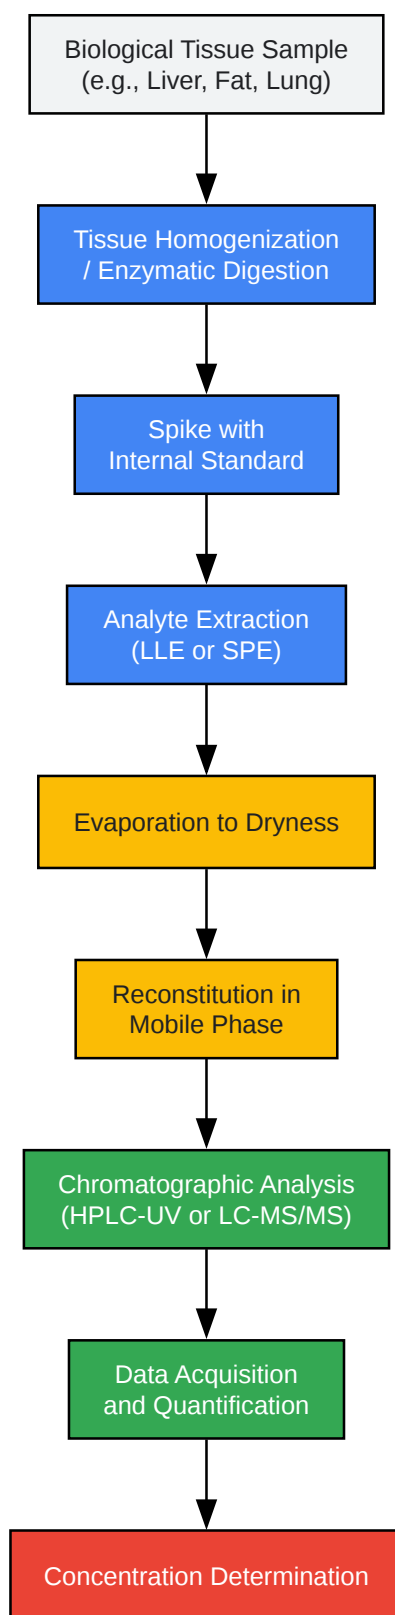 Biological Tissue Sample
(e.g., Liver, Fat, Lung)
Tissue Homogenization
/ Enzymatic Digestion
Spike with
Internal Standard
Analyte Extraction
(LLE or SPE)
Evaporation to Dryness
Reconstitution in
Mobile Phase
Chromatographic Analysis
(HPLC-UV or LC-MS/MS)
Data Acquisition
and Quantification
Concentration Determination